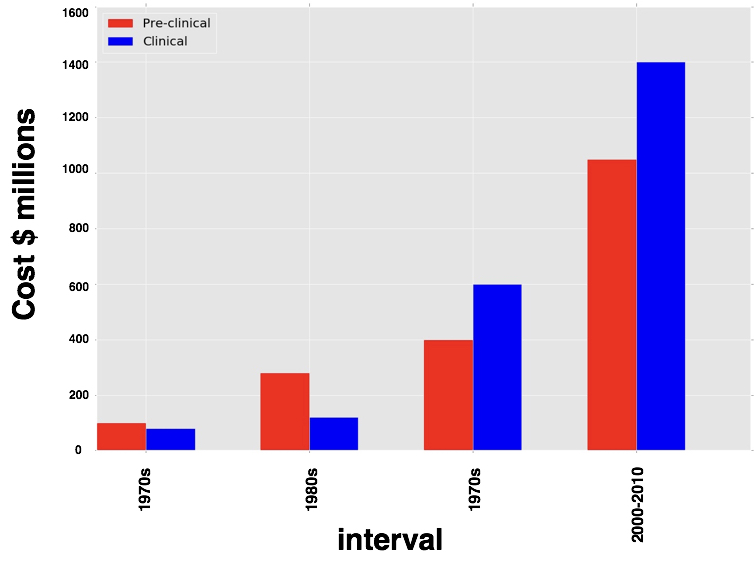 Cost $ millions
1600
1400
1200
1000
800
600
400
200
0
Pre-clinical
Clinical
1970s
1980s
1970s
2000-2010
interval